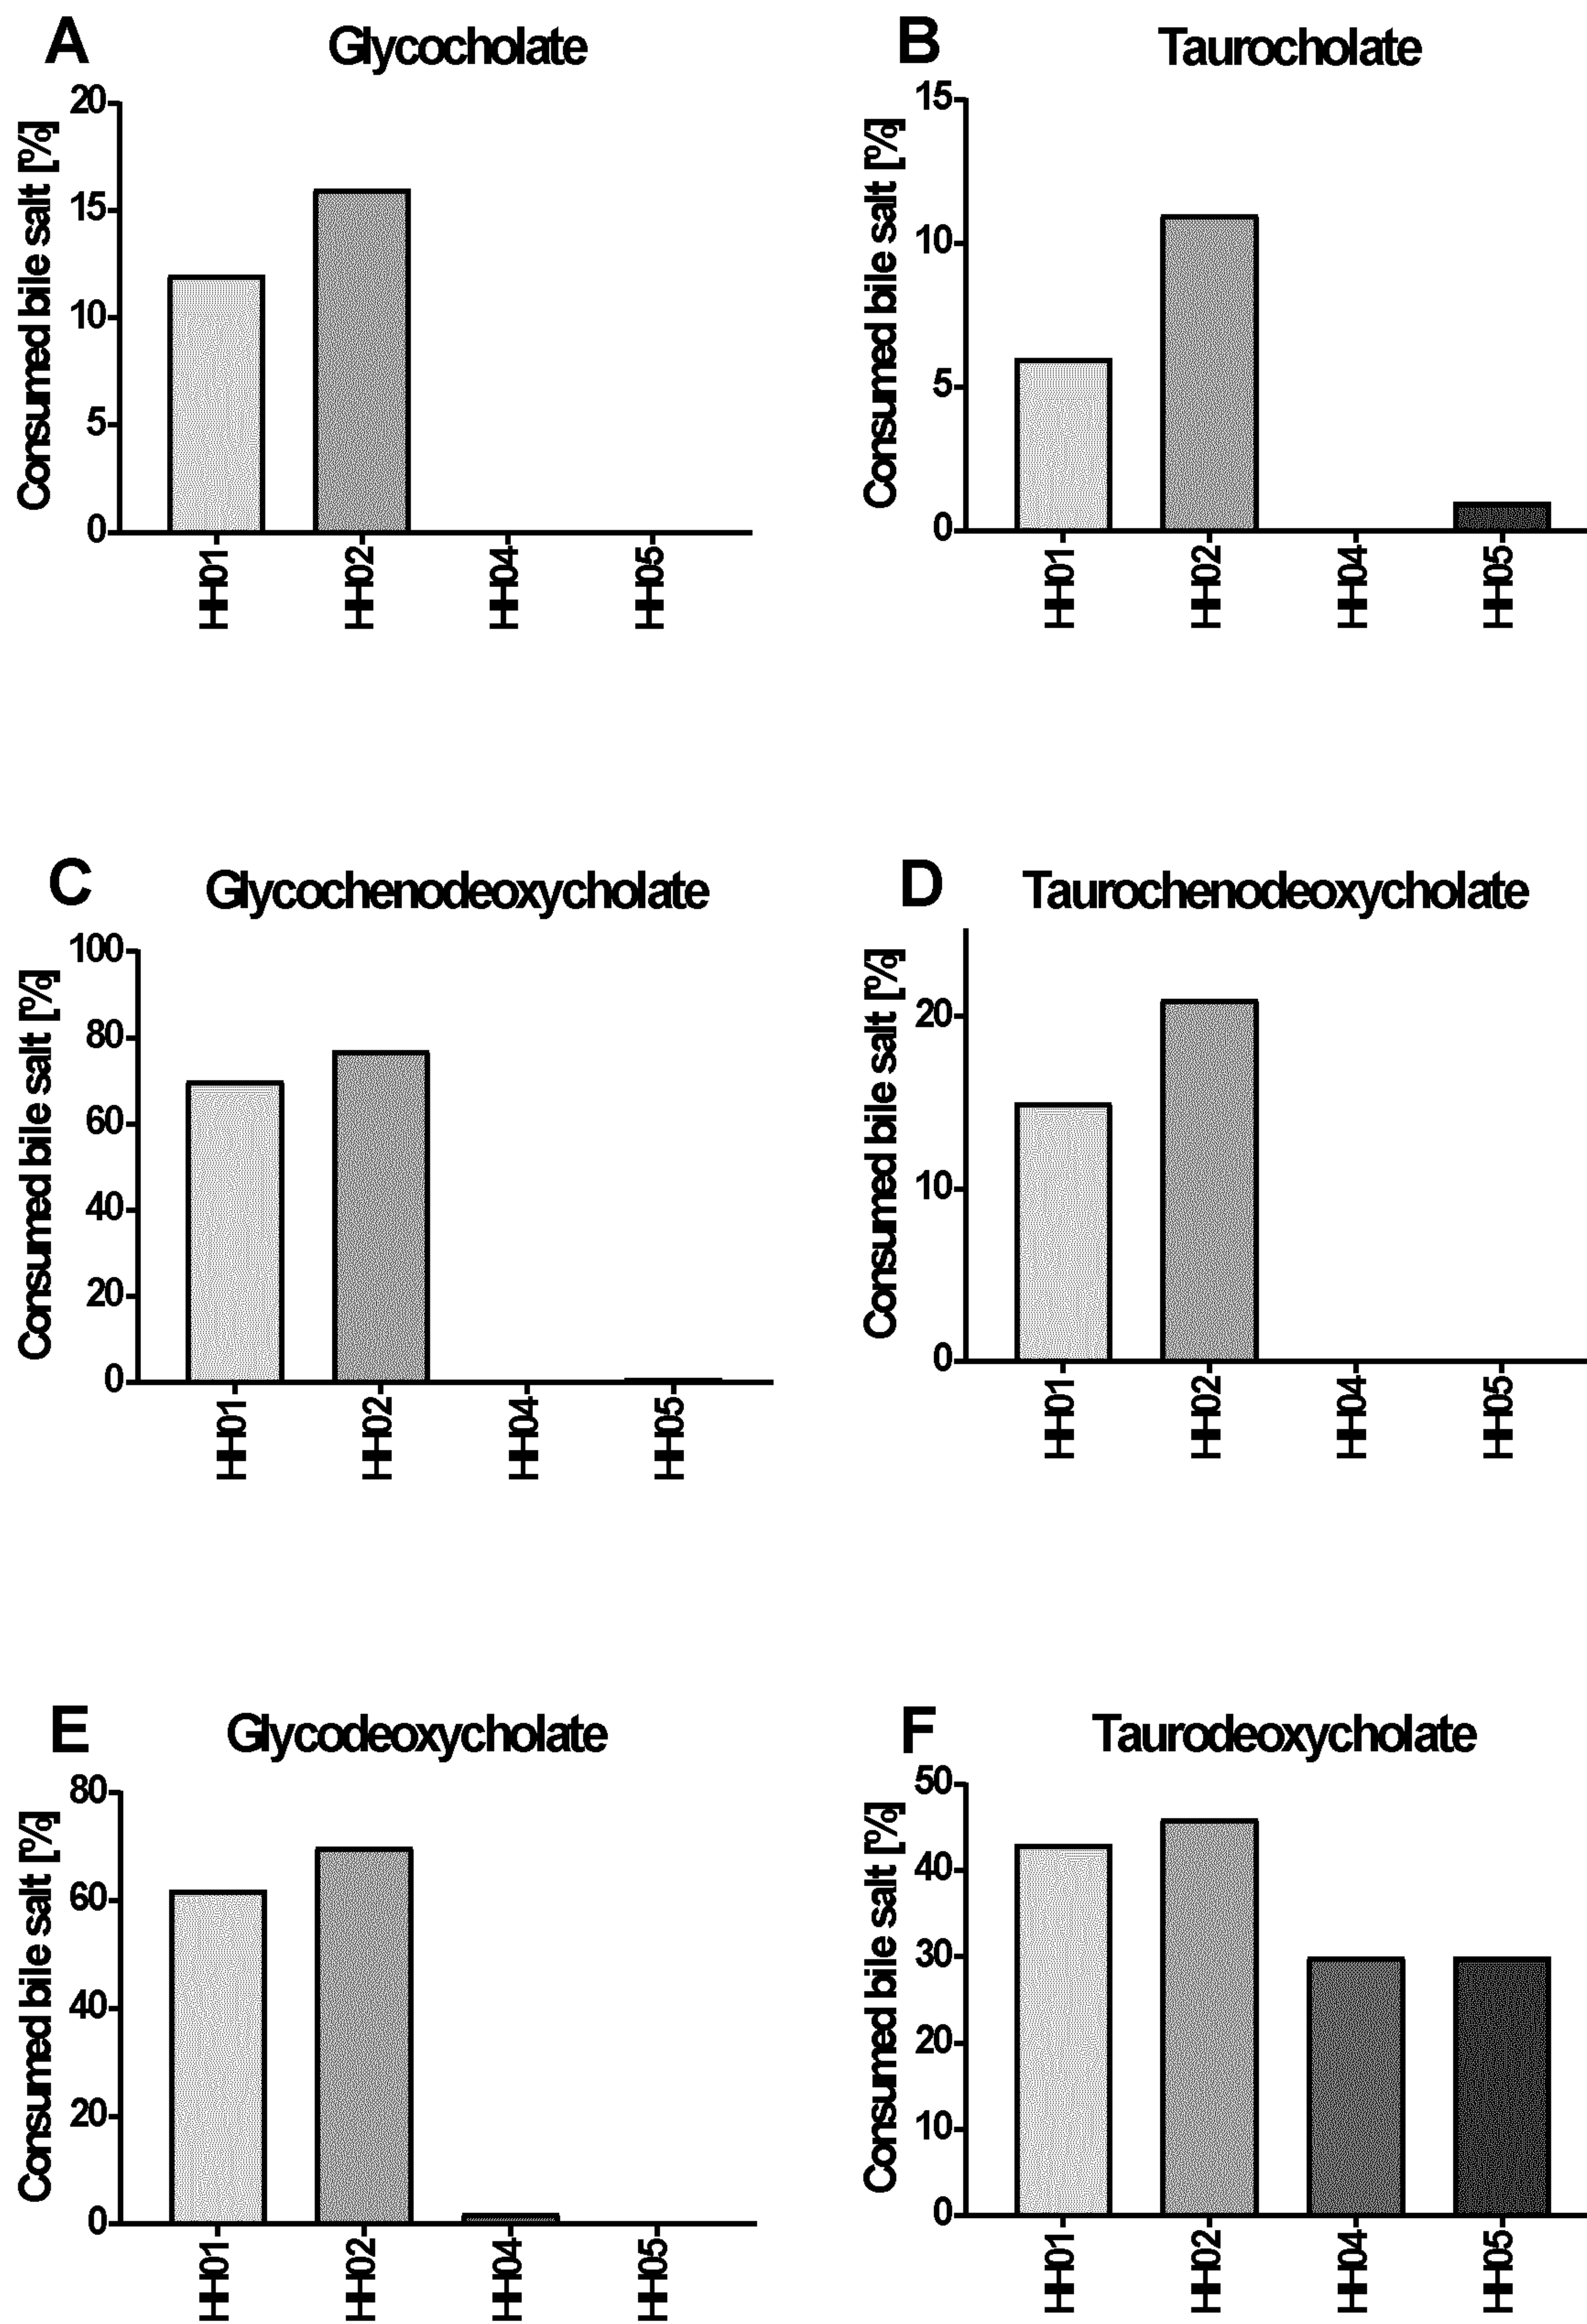 A Glycocholate
Consumed bile salt [%]
20
15
10
5
0
HH01 HH02 HH04 HH05
B Taurocholate
Consumed bile salt [%]
15
10
5
0
HH01 HH02 HH04 HH05
C Glycochenodeoxycholate
Consumed bile salt [%]
100
80
60
40
20
0
HH01 HH02 HH04 HH05
D Taurochenodeoxycholate
Consumed bile salt [%]
20
10
0
HH01 HH02 HH04 HH05
E Glycodeoxycholate
Consumed bile salt [%]
80
60
40
20
0
HH01 HH02 HH04 HH05
F Taurodeoxycholate
Consumed bile salt [%]
50
40
30
20
10
0
HH01 HH02 HH04 HH05